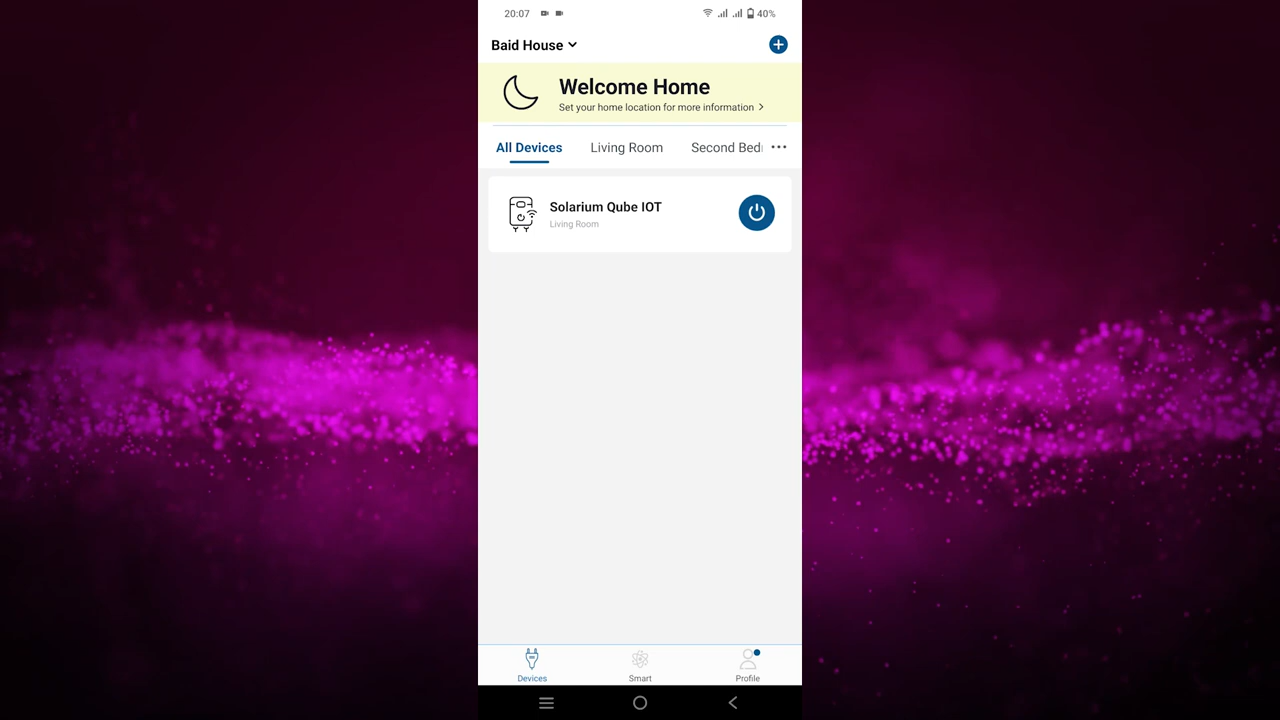 20:07
40%
Baid House
Welcome Home
Set your home location for more information
All Devices
Living Room
Second Bed
Solarium Qube IOT
Living Room
Devices
Smart
Profile